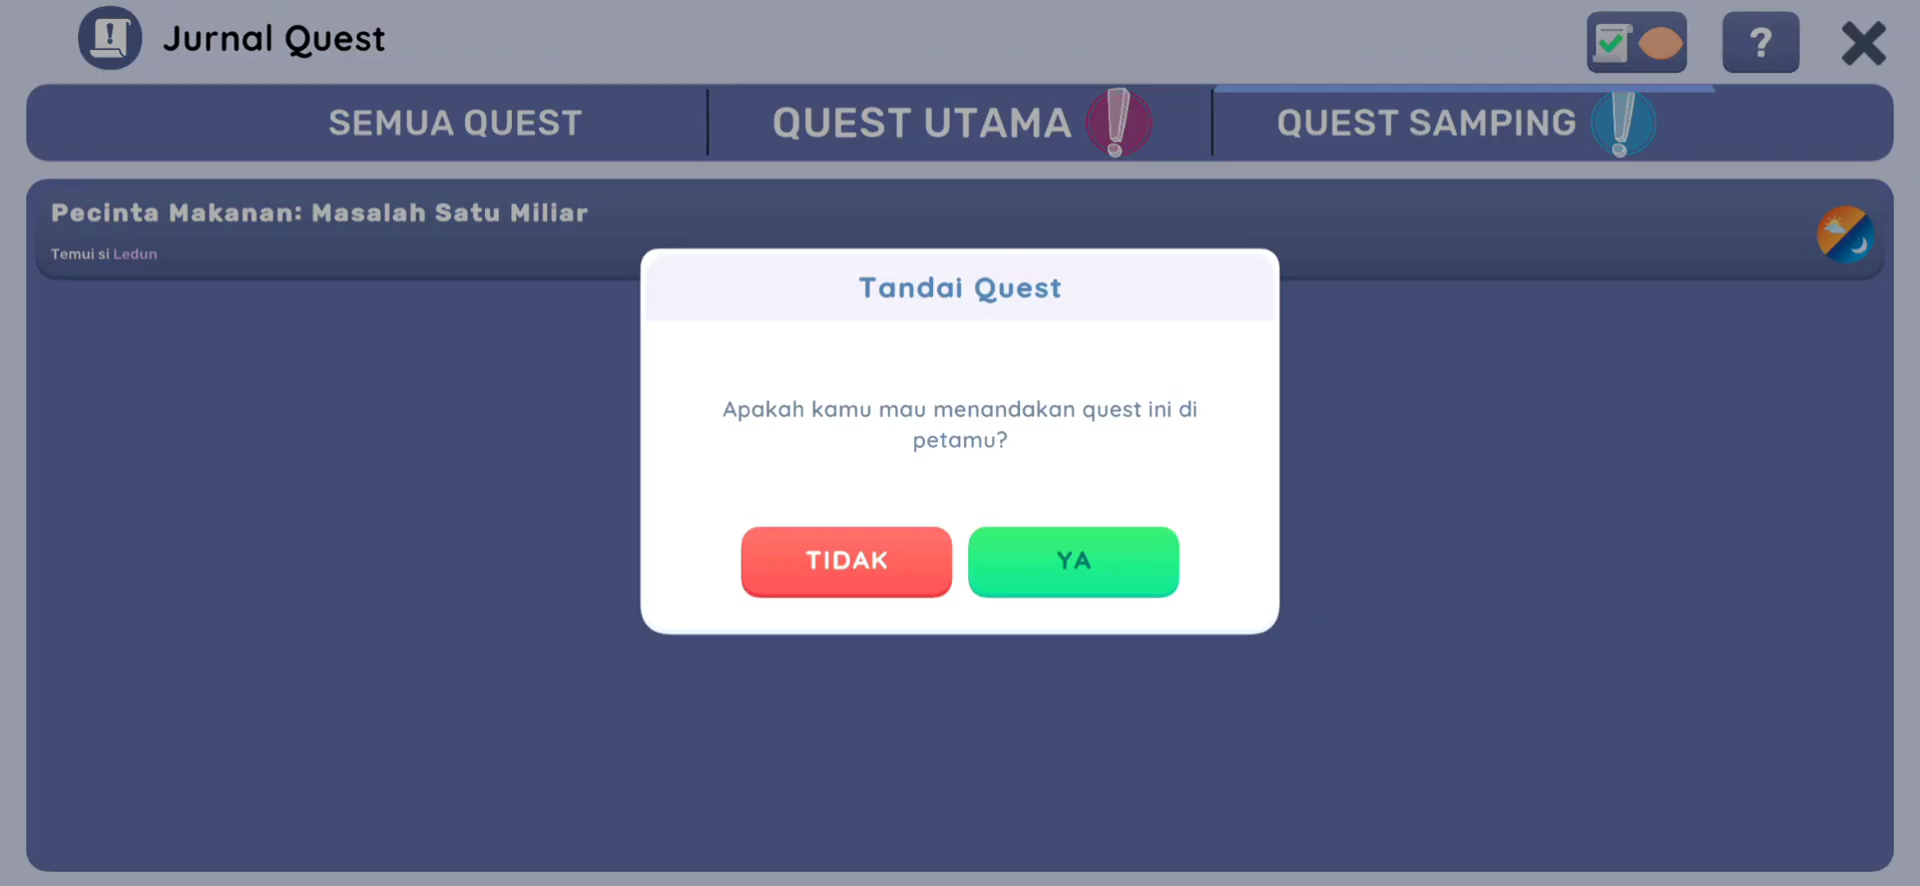 Jurnal Quest
?
SEMUA QUEST
QUEST UTAMA
QUEST SAMPING
Pecinta Makanan: Masalah Satu Miliar
Temui si Ledun
Tandai Quest
Apakah kamu mau menandakan quest ini di
petamu?
TIDAK
YA